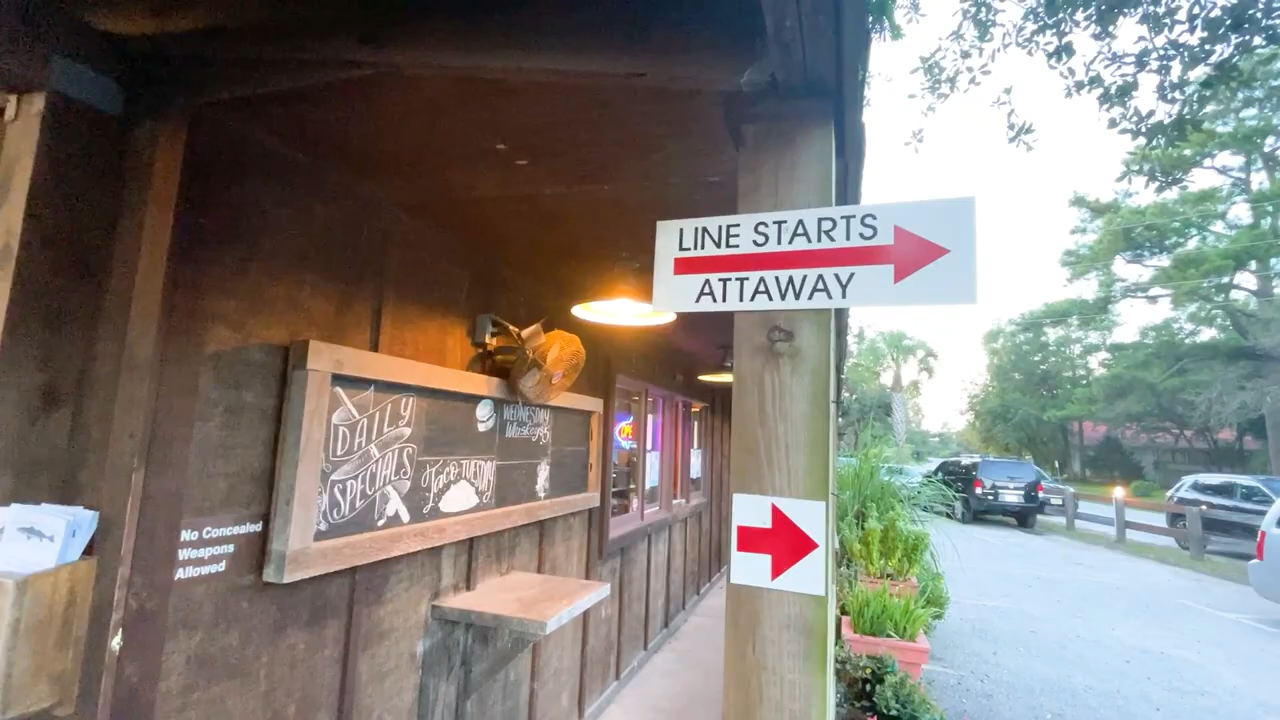 LINE STARTS
ATTAWAY
DAILY
SPECIALS
WEDNESDAY
Whiskeys
Taco TUESDAY
No Concealed
Weapons
Allowed